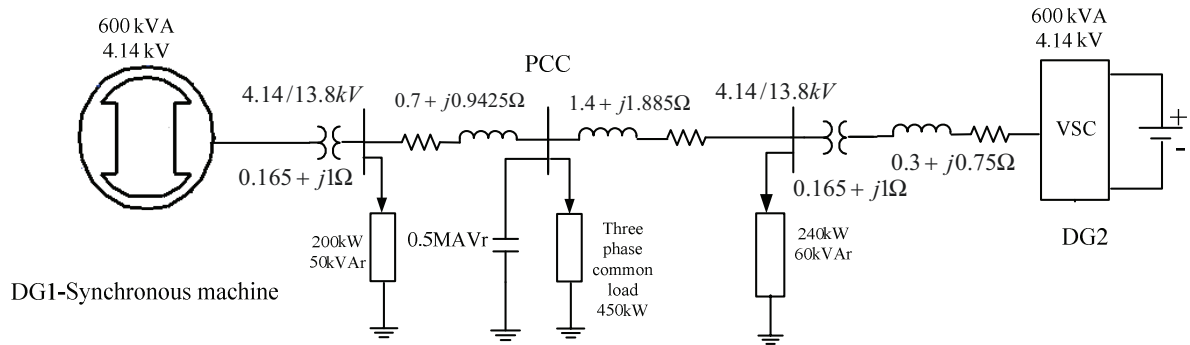 600 kVA
4.14 kV
4.14/13.8kV
0.165 + j1Ω
0.7 + j0.9425Ω
PCC
1.4 + j1.885Ω
4.14/13.8kV
0.165 + j1Ω
0.3 + j0.75Ω
600 kVA
4.14 kV
VSC
+
-
DG2
200kW
50kVAr
0.5MAVr
Three
phase
common
load
450kW
240kW
60kVAr
DG1-Synchronous machine